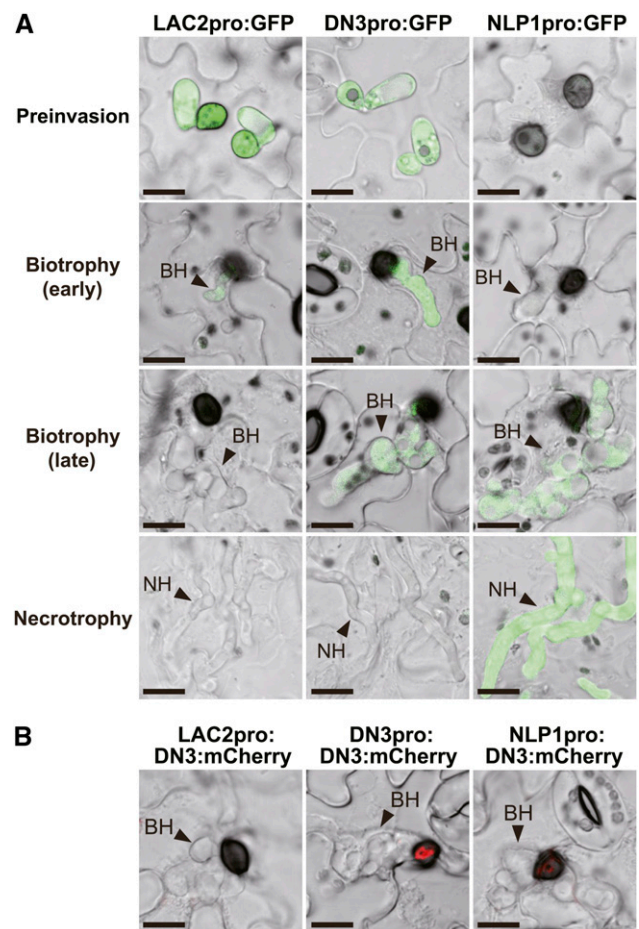 A
LAC2pro:GFP DN3pro:GFP NLP1pro:GFP
Preinvasion
Biotrophy
(early)
BH
BH
BH
Biotrophy
(late)
BH
BH
BH
Necrotrophy
NH
NH
NH
B
LAC2pro:
DN3:mCherry
DN3pro:
DN3:mCherry
NLP1pro:
DN3:mCherry
BH
BH
BH